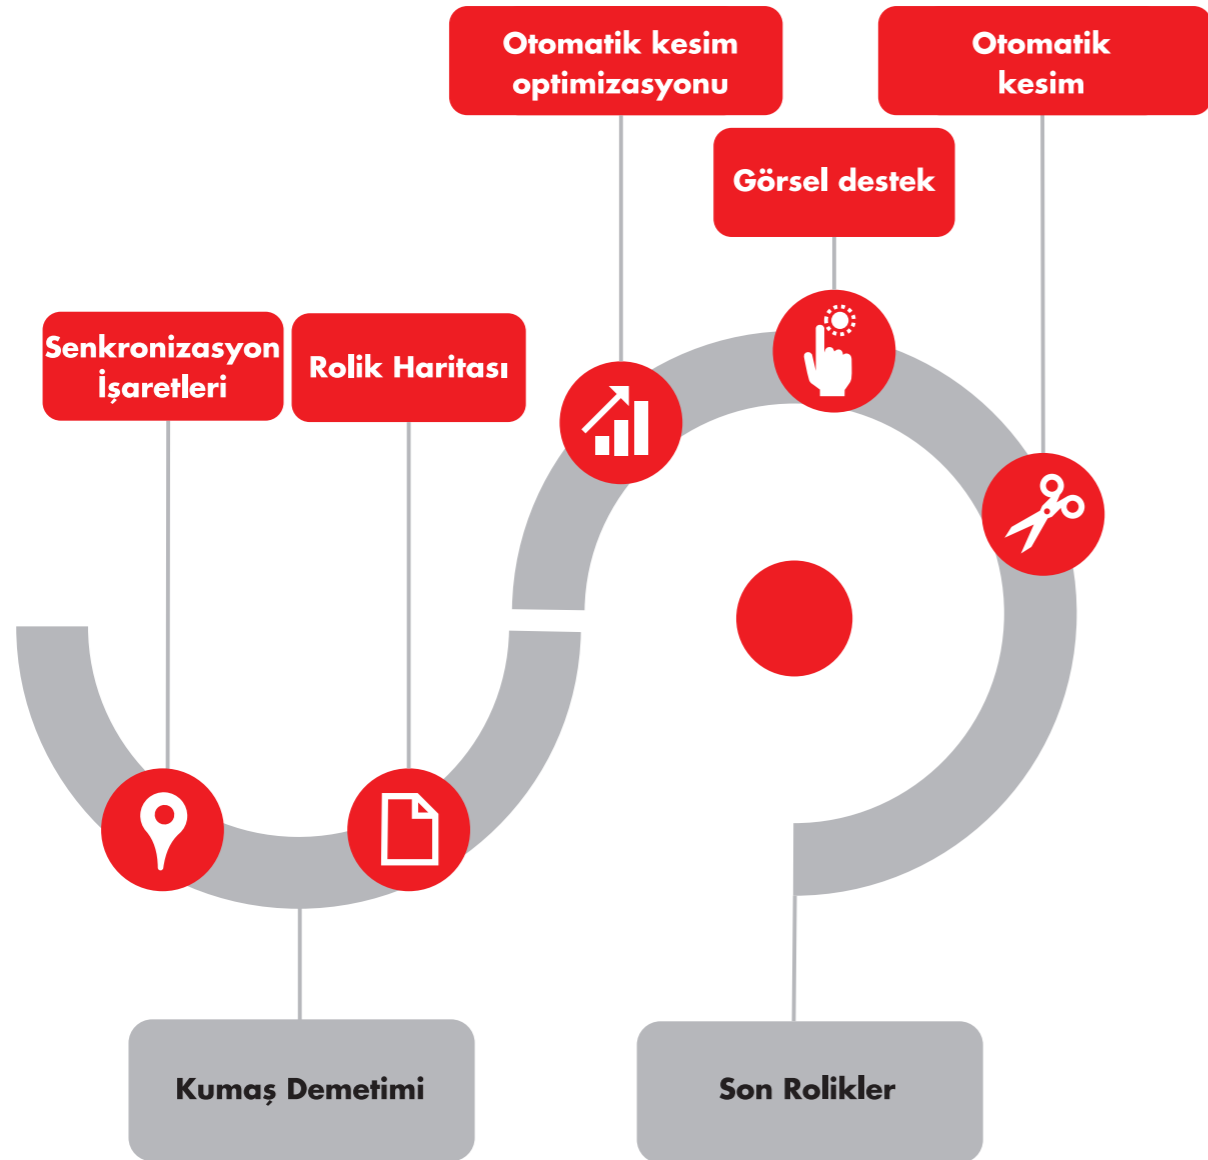 Otomatik kesim
optimizasyonu
Otomatik
kesim
Görsel destek
Senkronizasyon
İşaretleri
Rolik Haritası
Kumaş Demetimi
Son Rolikler